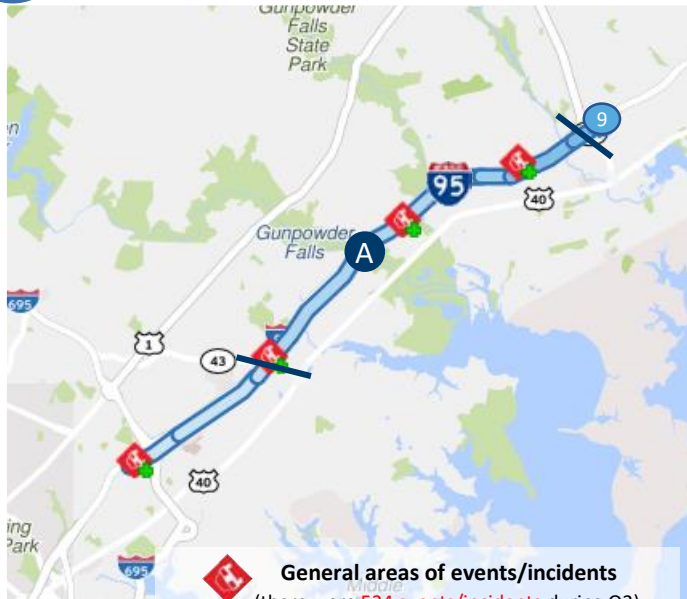 Gunpowder
Falls
State
Park
9
95
40
Gunpowder
Falls
A
695
1
43
40
ing
Park
695
General areas of events/incidents
Middle